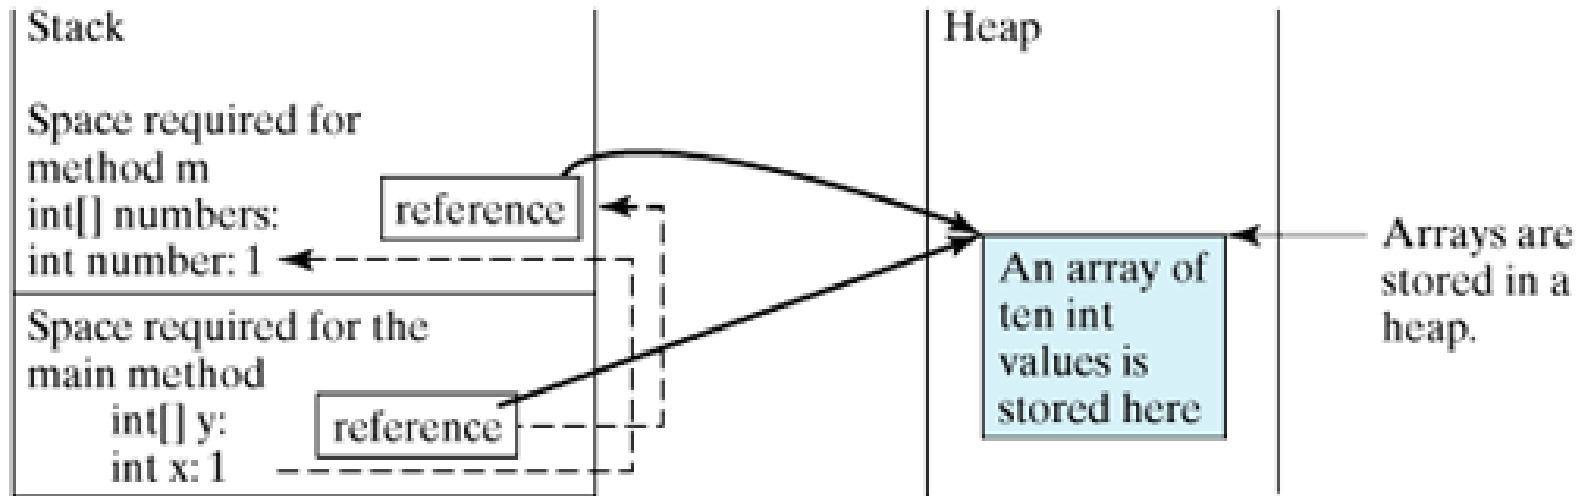 Stack
Space required for
method m
int[] numbers:
reference
int number: 1
Space required for the
main method
int[] y:
reference
int x: 1
Heap
An array of
ten int
values is
stored here
Arrays are
stored in a
heap.